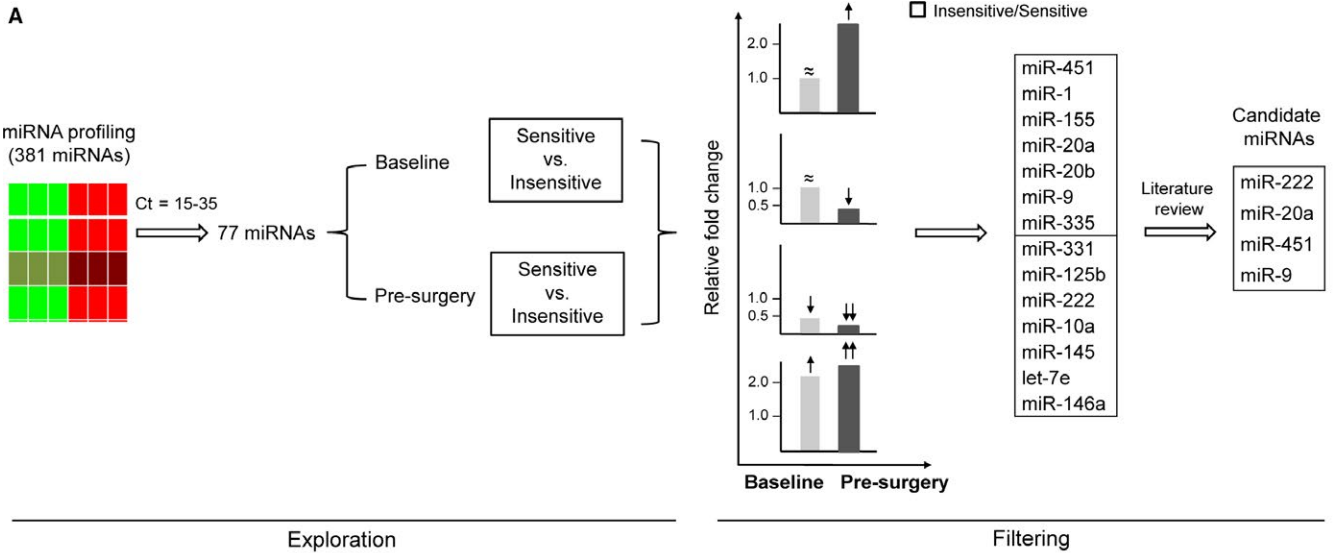 A
miRNA profiling
(381 miRNAs)
Ct = 15-35
77 miRNAs
Baseline
Pre-surgery
Sensitive
vs.
Insensitive
Sensitive
vs.
Insensitive
Exploration
Relative fold change
Insensitive/Sensitive
2.0
1.0
≈
↑
1.0
0.5
≈
↓
1.0
0.5
↓
↓↓
2.0
1.0
↑
↑↑
Baseline
Pre-surgery
miR-451
miR-1
miR-155
miR-20a
miR-20b
miR-9
miR-335
miR-331
miR-125b
miR-222
miR-10a
miR-145
let-7e
miR-146a
Literature
review
Candidate
miRNAs
miR-222
miR-20a
miR-451
miR-9
Filtering